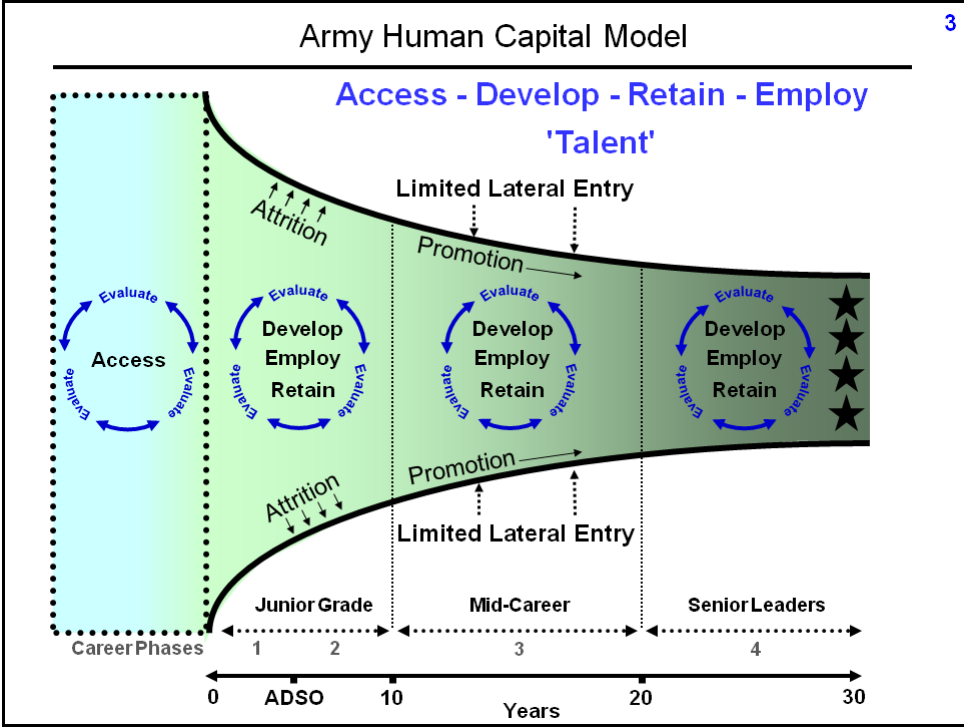 3
Army Human Capital Model
Access - Develop - Retain - Employ
'Talent'
Limited Lateral Entry
Attrition
Promotion
Evaluate
Evaluate
Evaluate
Access
Evaluate
Evaluate
Evaluate
Develop
Employ
Retain
Evaluate
Evaluate
Evaluate
Develop
Employ
Retain
Evaluate
Evaluate
Evaluate
Develop
Employ
Retain
Promotion
Attrition
Limited Lateral Entry
Junior Grade
Mid-Career
Senior Leaders
Career Phases
1
2
3
4
0
ADSO
10
20
30
Years